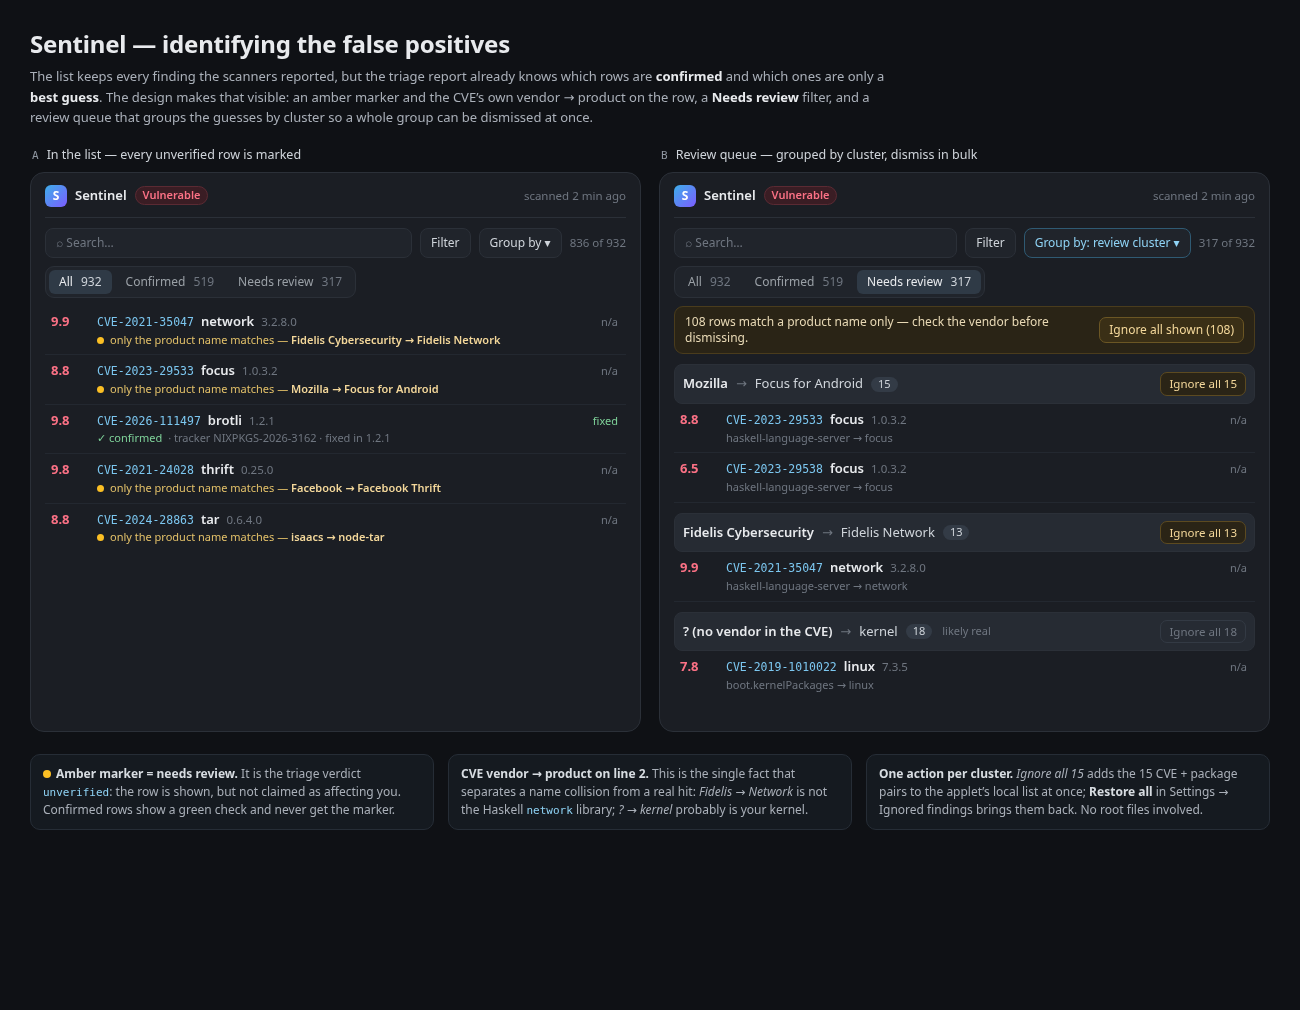 Sentinel — identifying the false positives
The list keeps every finding the scanners reported, but the triage report already knows which rows are confirmed and which ones are only a
best guess. The design makes that visible: an amber marker and the CVE’s own vendor → product on the row, a Needs review filter, and a
review queue that groups the guesses by cluster so a whole group can be dismissed at once.
A In the list — every unverified row is marked
S Sentinel Vulnerable scanned 2 min ago
⌕ Search… Filter Group by ▾ 836 of 932
All 932 Confirmed 519 Needs review 317
9.9 CVE-2021-35047 network 3.2.8.0 n/a
only the product name matches — Fidelis Cybersecurity → Fidelis Network
8.8 CVE-2023-29533 focus 1.0.3.2 n/a
only the product name matches — Mozilla → Focus for Android
9.8 CVE-2026-111497 brotli 1.2.1 fixed
✓ confirmed · tracker NIXPKGS-2026-3162 · fixed in 1.2.1
9.8 CVE-2021-24028 thrift 0.25.0 n/a
only the product name matches — Facebook → Facebook Thrift
8.8 CVE-2024-28863 tar 0.6.4.0 n/a
only the product name matches — isaacs → node-tar
B Review queue — grouped by cluster, dismiss in bulk
S Sentinel Vulnerable scanned 2 min ago
⌕ Search… Filter Group by: review cluster ▾ 317 of 932
All 932 Confirmed 519 Needs review 317
108 rows match a product name only — check the vendor before
dismissing.
Ignore all shown (108)
Mozilla → Focus for Android 15 Ignore all 15
8.8 CVE-2023-29533 focus 1.0.3.2 n/a
haskell-language-server → focus
6.5 CVE-2023-29538 focus 1.0.3.2 n/a
haskell-language-server → focus
Fidelis Cybersecurity → Fidelis Network 13 Ignore all 13
9.9 CVE-2021-35047 network 3.2.8.0 n/a
haskell-language-server → network
? (no vendor in the CVE) → kernel 18 likely real Ignore all 18
7.8 CVE-2019-1010022 linux 7.3.5 n/a
boot.kernelPackages → linux
Amber marker = needs review. It is the triage verdict
unverified: the row is shown, but not claimed as affecting you.
Confirmed rows show a green check and never get the marker.
CVE vendor → product on line 2. This is the single fact that
separates a name collision from a real hit: Fidelis → Network is not
the Haskell network library; ? → kernel probably is your kernel.
One action per cluster. Ignore all 15 adds the 15 CVE + package
pairs to the applet’s local list at once; Restore all in Settings →
Ignored findings brings them back. No root files involved.